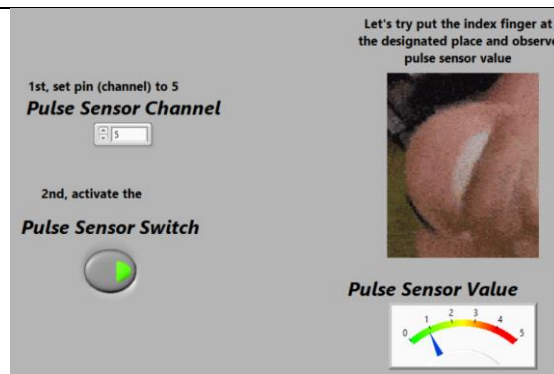 Let's try put the index finger at
the designated place and observe
pulse sensor value
1st, set pin (channel) to 5
Pulse Sensor Channel
5
2nd, activate the
Pulse Sensor Switch
Pulse Sensor Value
0 1 2 3 4 5